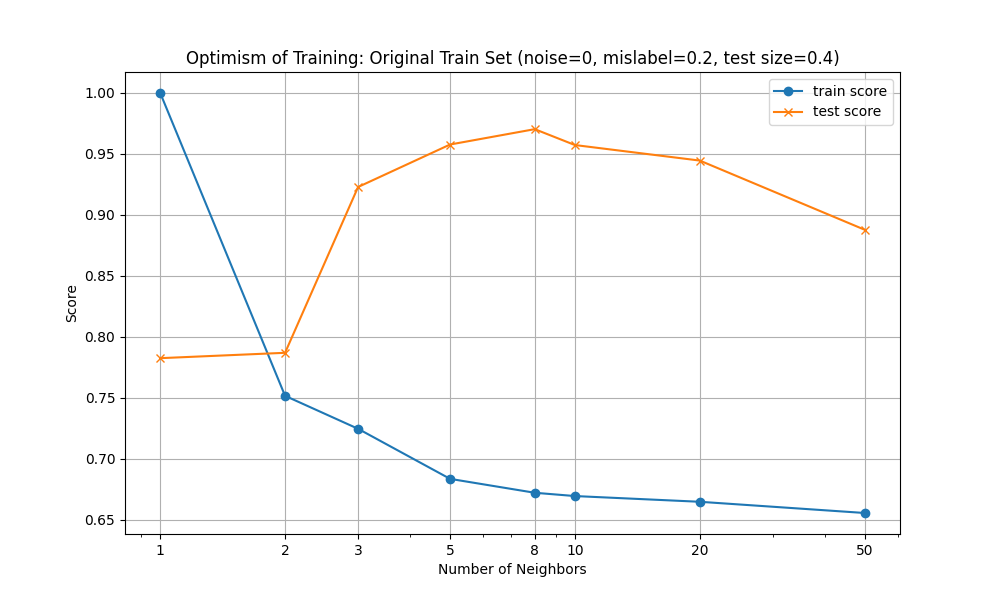 Optimism of Training: Original Train Set (noise=0, mislabel=0.2, test size=0.4)
train score
test score
1.00
0.95
0.90
0.85
0.80
0.75
0.70
0.65
Score
1 2 3 5 8 10 20 50
Number of Neighbors